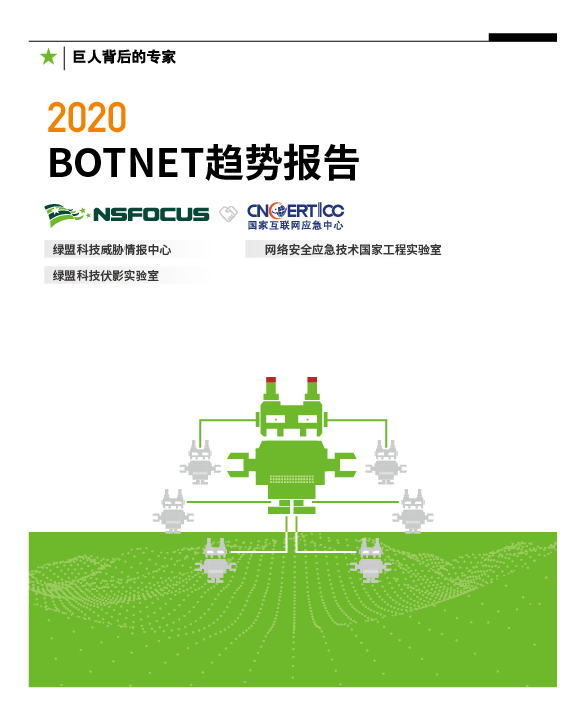 巨人背后的专家
2020
BOTNET趋势报告
NSFOCUS CNCERT/CC
国家互联网应急中心
绿盟科技威胁情报中心 网络安全应急技术国家工程实验室
绿盟科技伏影实验室